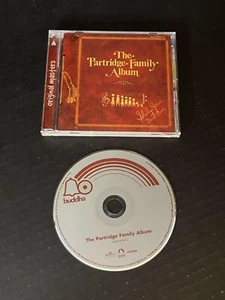 original masters
The
Partridge Family
Album
buddha
The Partridge Family Album